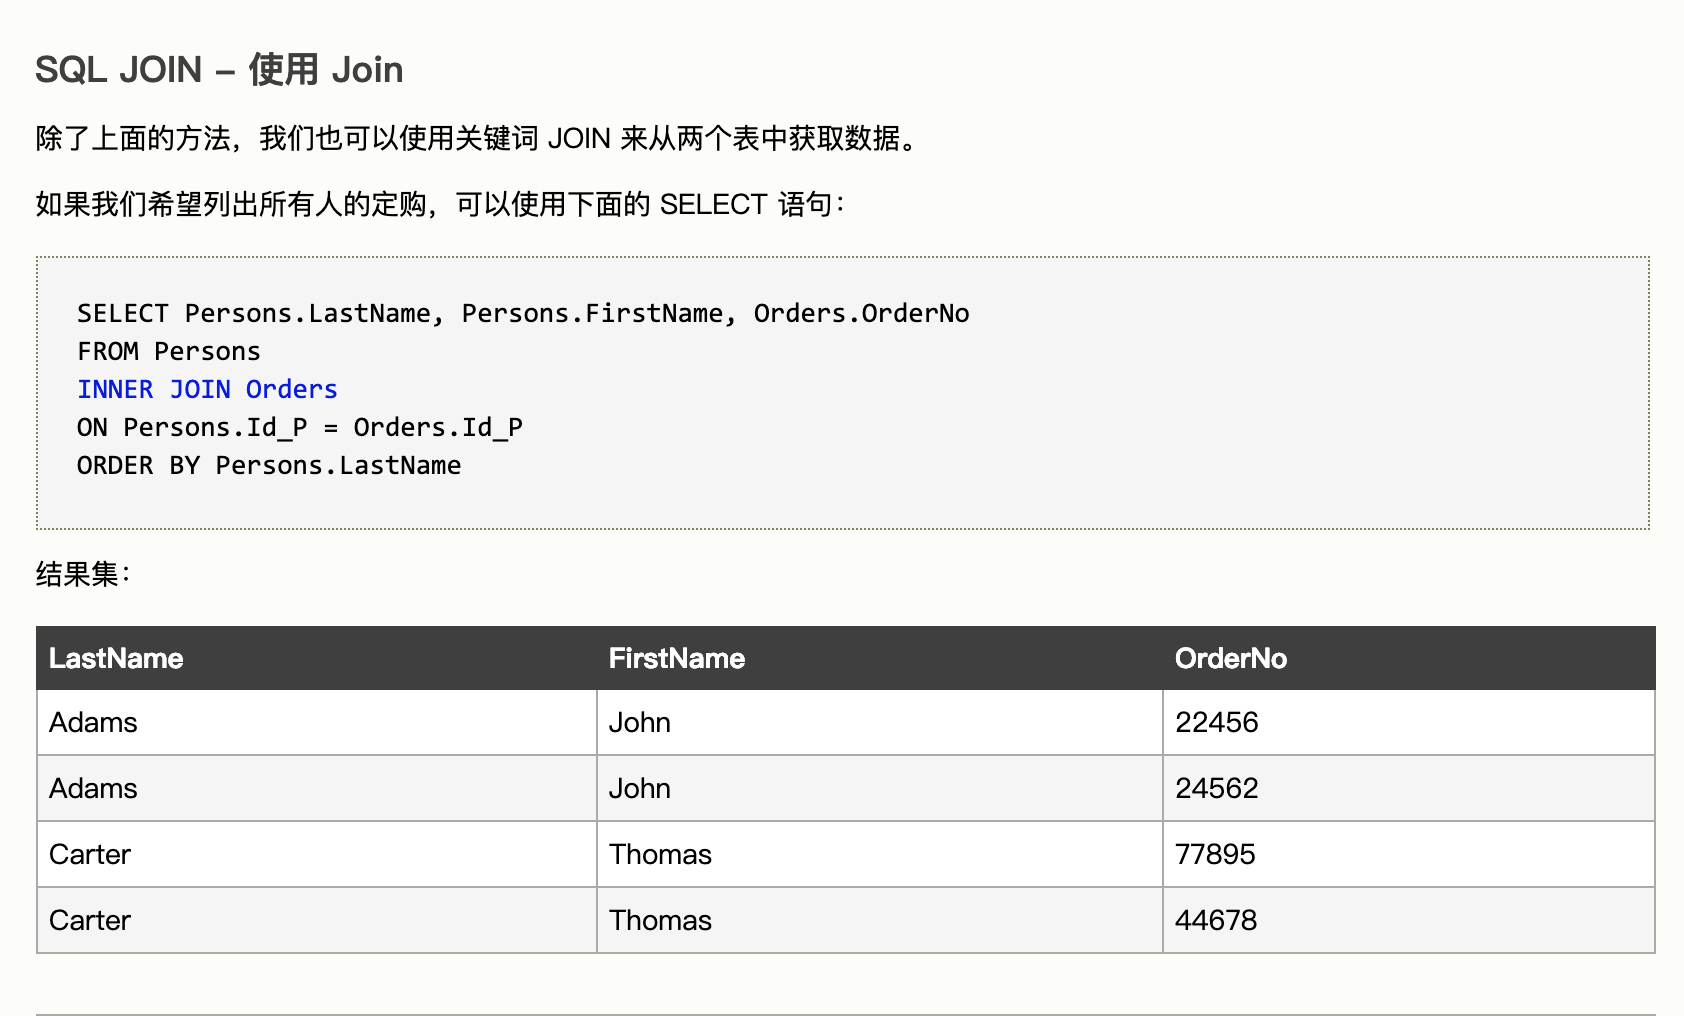 SQL JOIN – 使用 Join
除了上面的方法，我们也可以使用关键词 JOIN 来从两个表中获取数据。
如果我们希望列出所有人的定购，可以使用下面的 SELECT 语句：
SELECT Persons.LastName, Persons.FirstName, Orders.OrderNo
FROM Persons
INNER JOIN Orders
ON Persons.Id_P = Orders.Id_P
ORDER BY Persons.LastName
结果集：
LastName FirstName OrderNo
Adams John 22456
Adams John 24562
Carter Thomas 77895
Carter Thomas 44678